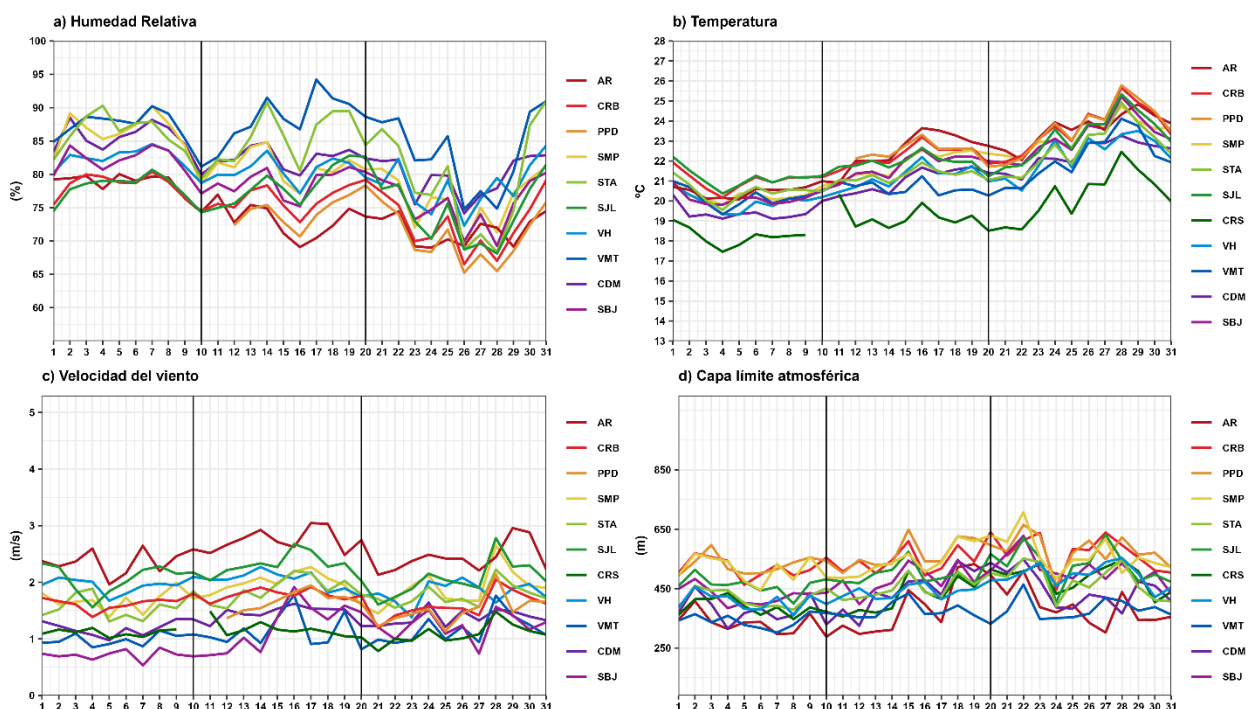 a) Humedad Relativa
100
95
90
85
80
75
70
65
60
(%)
1 2 3 4 5 6 7 8 9 10 11 12 13 14 15 16 17 18 19 20 21 22 23 24 25 26 27 28 29 30 31
AR
CRB
PPD
SMP
STA
SJL
VH
VMT
CDM
SBJ
b) Temperatura
28
27
26
25
24
23
22
21
20
19
18
17
16
15
14
13
ºC
1 2 3 4 5 6 7 8 9 10 11 12 13 14 15 16 17 18 19 20 21 22 23 24 25 26 27 28 29 30 31
AR
CRB
PPD
SMP
STA
SJL
CRS
VH
VMT
CDM
SBJ
c) Velocidad del viento
5
4
3
2
1
0
(m/s)
1 2 3 4 5 6 7 8 9 10 11 12 13 14 15 16 17 18 19 20 21 22 23 24 25 26 27 28 29 30 31
AR
CRB
PPD
SMP
STA
SJL
CRS
VH
VMT
CDM
SBJ
d) Capa límite atmosférica
850
650
450
250
(m)
1 2 3 4 5 6 7 8 9 10 11 12 13 14 15 16 17 18 19 20 21 22 23 24 25 26 27 28 29 30 31
AR
CRB
PPD
SMP
STA
SJL
CRS
VH
VMT
CDM
SBJ